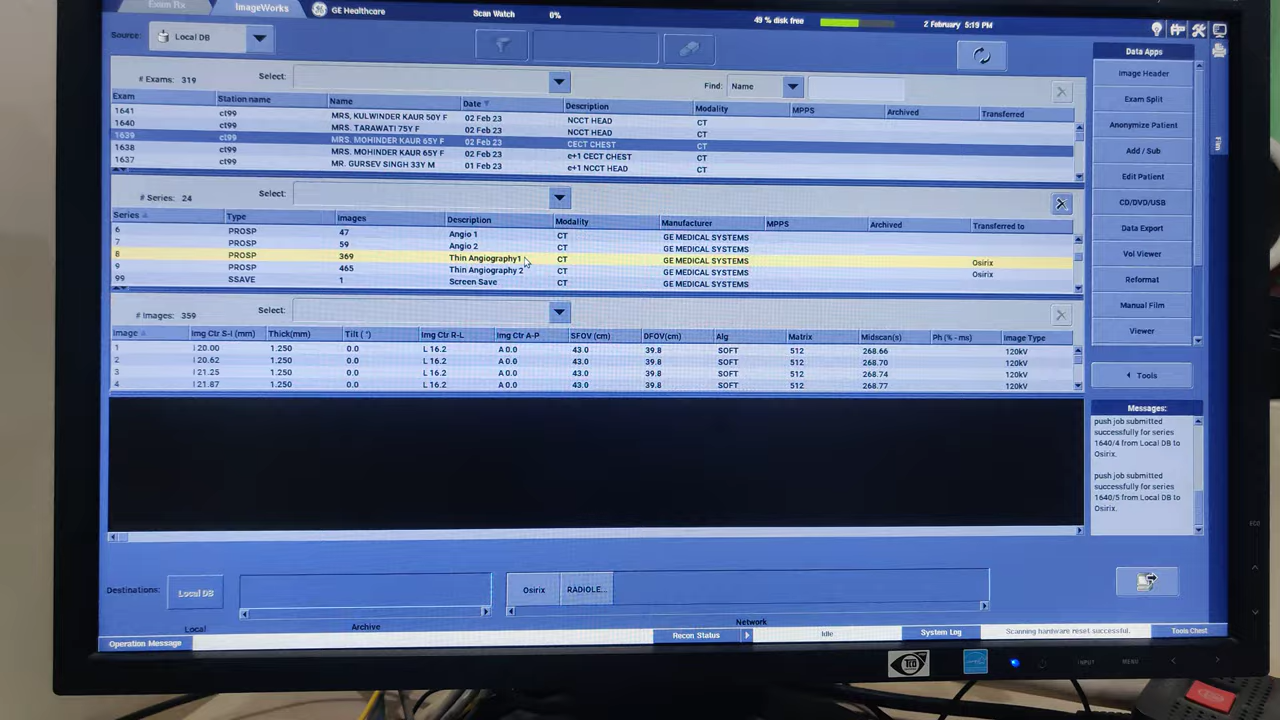 Exam Rx ImageWorks GE Healthcare Scan Watch 0% 49 % disk free 2 February 5:19 PM
Source: Local DB
# Exams: 319 Select: Find: Name
Exam Station name Name Date Description Modality MPPS Archived Transferred
1641 ct99 MRS. KULWINDER KAUR 50Y F 02 Feb 23 NCCT HEAD CT
1640 ct99 MRS. TARAWATI 75Y F 02 Feb 23 NCCT HEAD CT
1639 ct99 MRS. MOHINDER KAUR 65Y F 02 Feb 23 CECT CHEST CT
1638 ct99 MRS. MOHINDER KAUR 65Y F 02 Feb 23 e+1 CECT CHEST CT
1637 ct99 MR. GURSEV SINGH 33Y M 01 Feb 23 e+1 NCCT HEAD CT
# Series: 24 Select:
Series Type Images Description Modality Manufacturer MPPS Archived Transferred to
6 PROSP 47 Angio 1 CT GE MEDICAL SYSTEMS
7 PROSP 59 Angio 2 CT GE MEDICAL SYSTEMS
8 PROSP 369 Thin Angiography1 CT GE MEDICAL SYSTEMS Osirix
9 PROSP 465 Thin Angiography 2 CT GE MEDICAL SYSTEMS Osirix
99 SSAVE 1 Screen Save CT GE MEDICAL SYSTEMS
# Images: 359 Select:
Image Img Ctr S-I (mm) Thick(mm) Tilt ( °) Img Ctr R-L Img Ctr A-P SFOV (cm) DFOV(cm) Alg Matrix Midscan(s) Ph (% - ms) Image Type
1 I 20.00 1.250 0.0 L 16.2 A 0.0 43.0 39.8 SOFT 512 268.66 120kV
2 I 20.62 1.250 0.0 L 16.2 A 0.0 43.0 39.8 SOFT 512 268.70 120kV
3 I 21.25 1.250 0.0 L 16.2 A 0.0 43.0 39.8 SOFT 512 268.74 120kV
4 I 21.87 1.250 0.0 L 16.2 A 0.0 43.0 39.8 SOFT 512 268.77 120kV
Data Apps
Image Header
Exam Split
Anonymize Patient
Add / Sub
Edit Patient
CD/DVD/USB
Data Export
Vol Viewer
Reformat
Manual Film
Viewer
Tools
Film
Messages:
push job submitted
successfully for series
1640/4 from Local DB to
Osirix.
push job submitted
successfully for series
1640/5 from Local DB to
Osirix.
Destinations: Local DB Osirix RADIOLE...
Local Archive Network
Operation Message Recon Status Idle System Log Scanning hardware reset successful. Tools Chest
TCO INPUT MENU
ECO